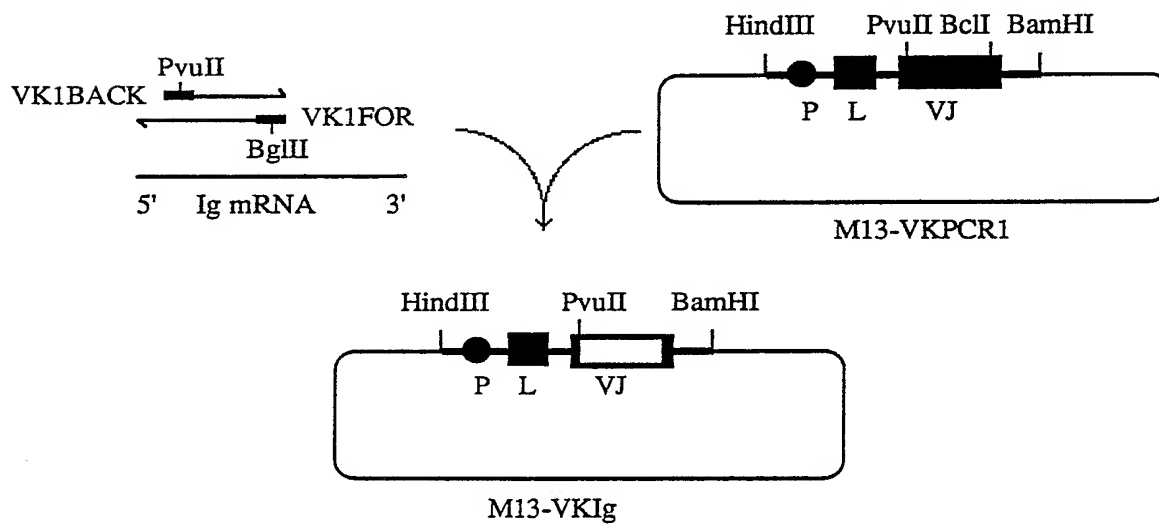 PvuII
VK1BACK
VK1FOR
BglII
5' Ig mRNA 3'
HindIII PvuII BclI BamHI
P L VJ
M13-VKPCR1
HindIII PvuII BamHI
P L VJ
M13-VKIg